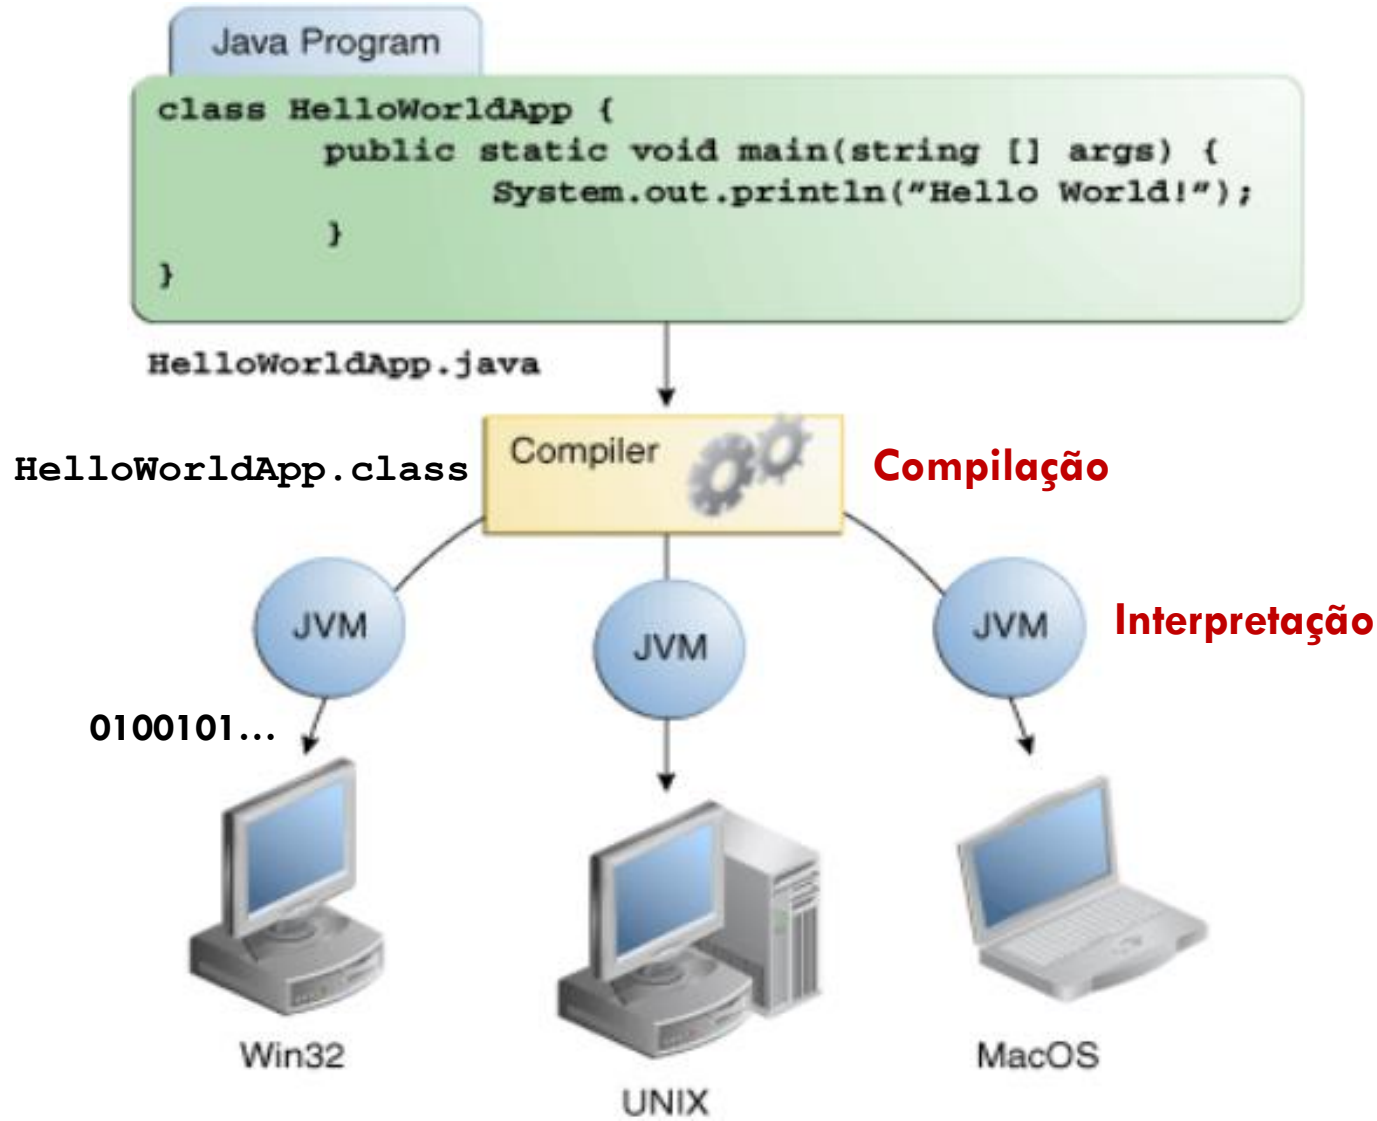 Java Program
class HelloWorldApp {
public static void main(string [] args) {
System.out.println("Hello World!");
}
}
HelloWorldApp.java
Compiler
HelloWorldApp.class
Compilação
JVM
JVM
JVM
Interpretação
0100101...
Win32
UNIX
MacOS